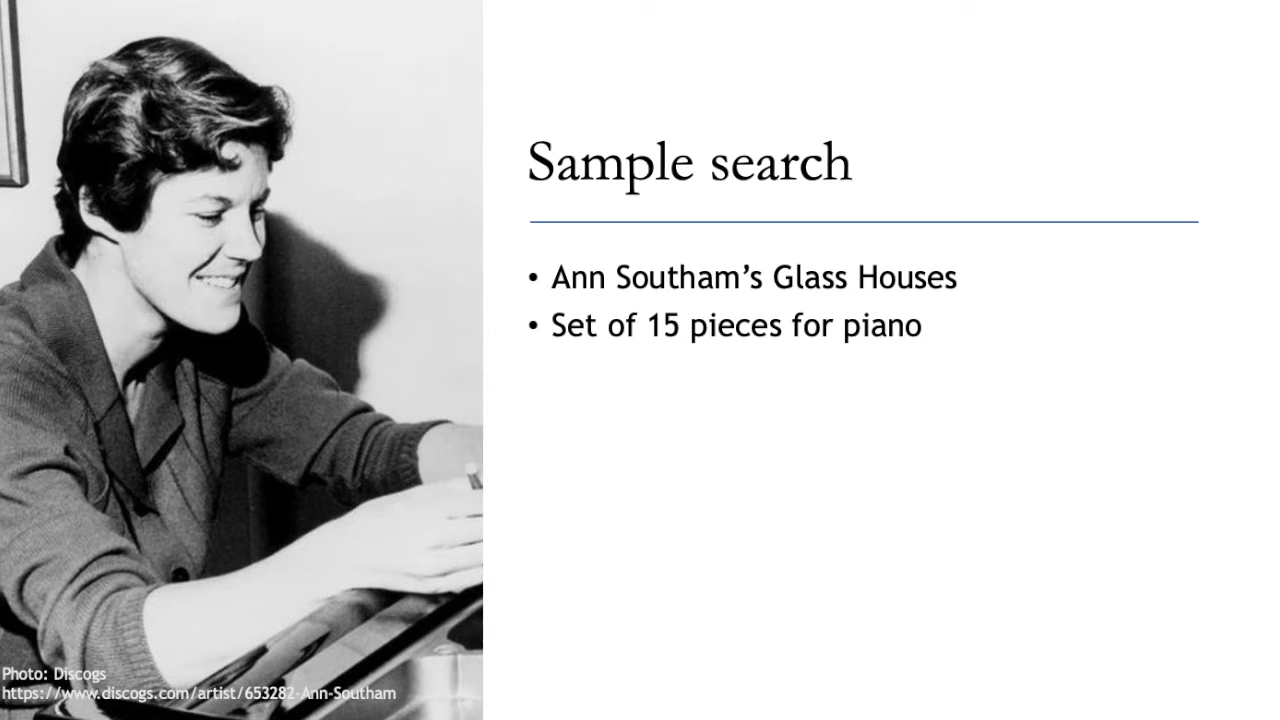 Sample search
• Ann Southam’s Glass Houses
• Set of 15 pieces for piano
Photo: Discogs
https://www.discogs.com/artist/653282-Ann-Southam